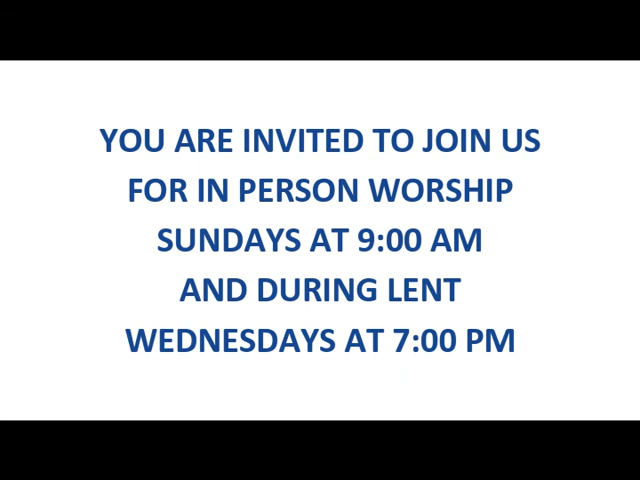 YOU ARE INVITED TO JOIN US
FOR IN PERSON WORSHIP
SUNDAYS AT 9:00 AM
AND DURING LENT
WEDNESDAYS AT 7:00 PM